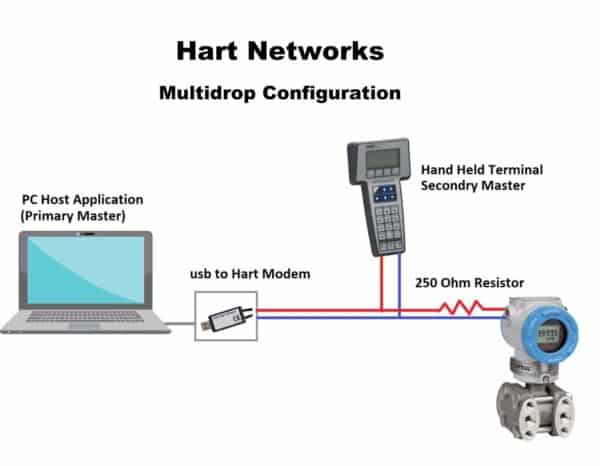 Hart Networks
Multidrop Configuration
Hand Held Terminal
Secondry Master
PC Host Application
(Primary Master)
usb to Hart Modem
250 Ohm Resistor